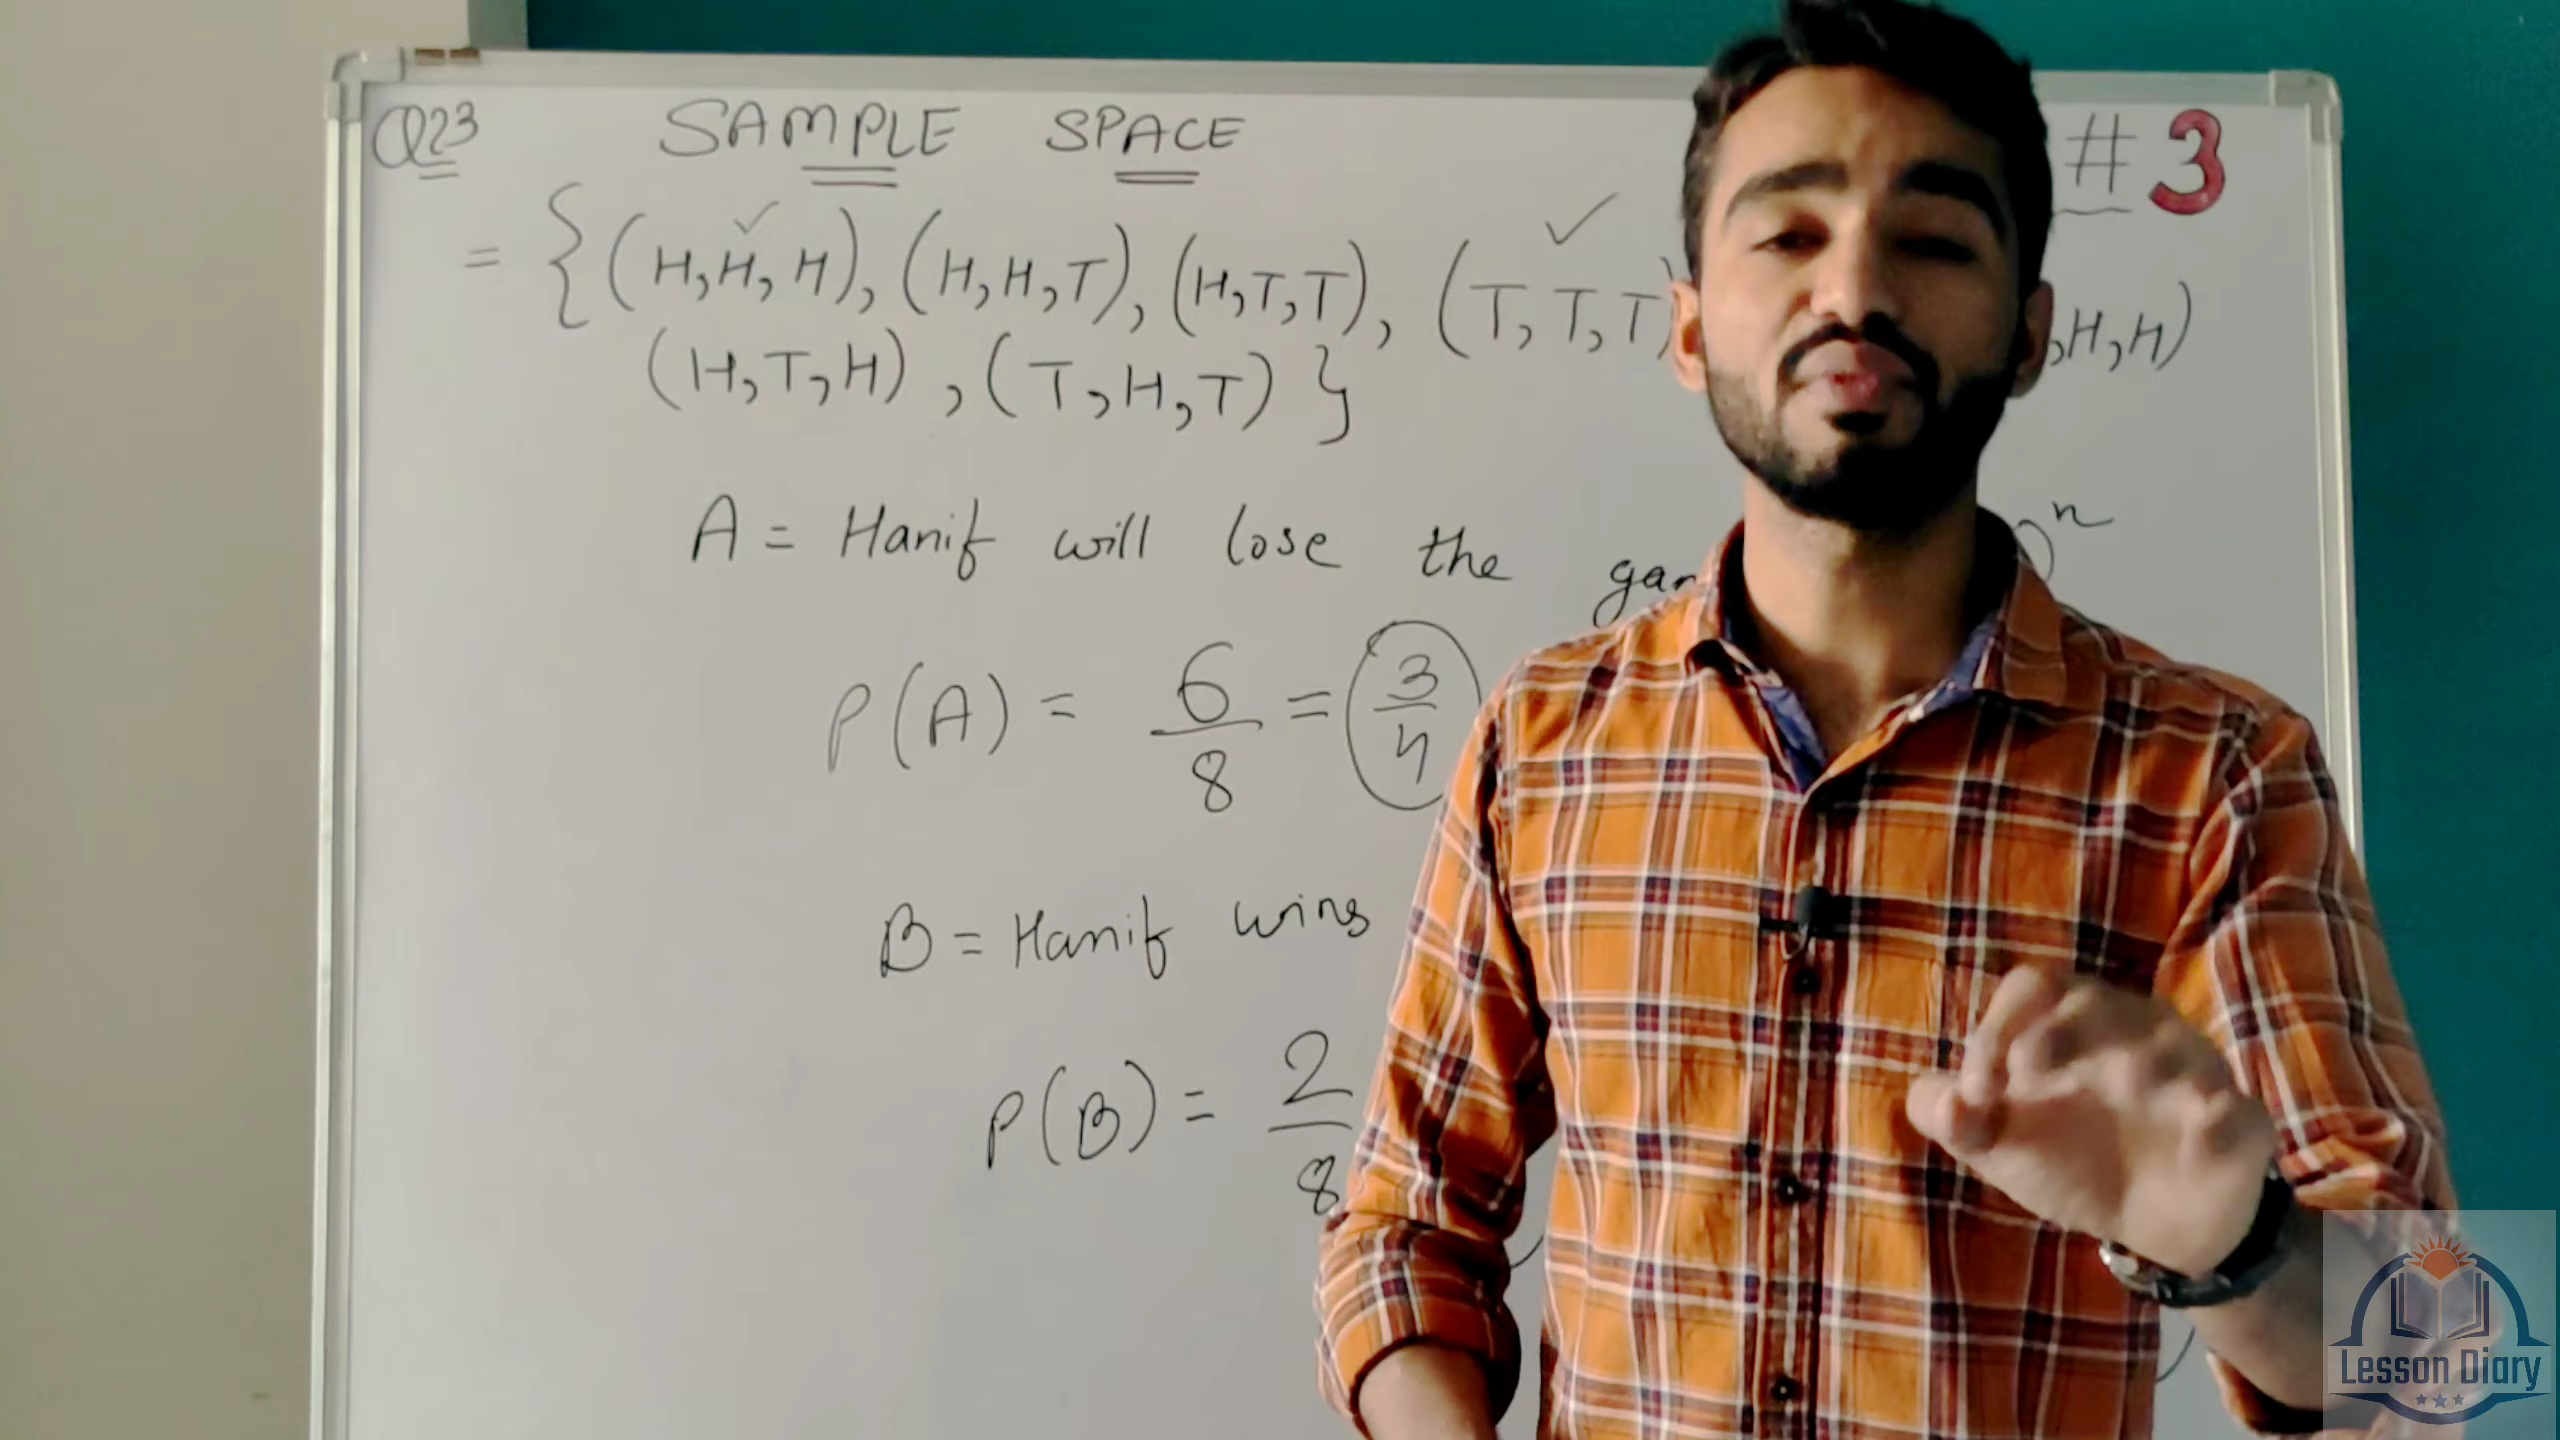 Q23 SAMPLE SPACE # 3
= {(H,H,H), (H,H,T), (H,T,T), (T,T,T) ,H,H)
(H,T,H), (T,H,T)}
A = Hanif will lose the
n
P(A) = 6/8 = 3/4
B = Hanif wins
P(B) = 2/8
Lesson Diary